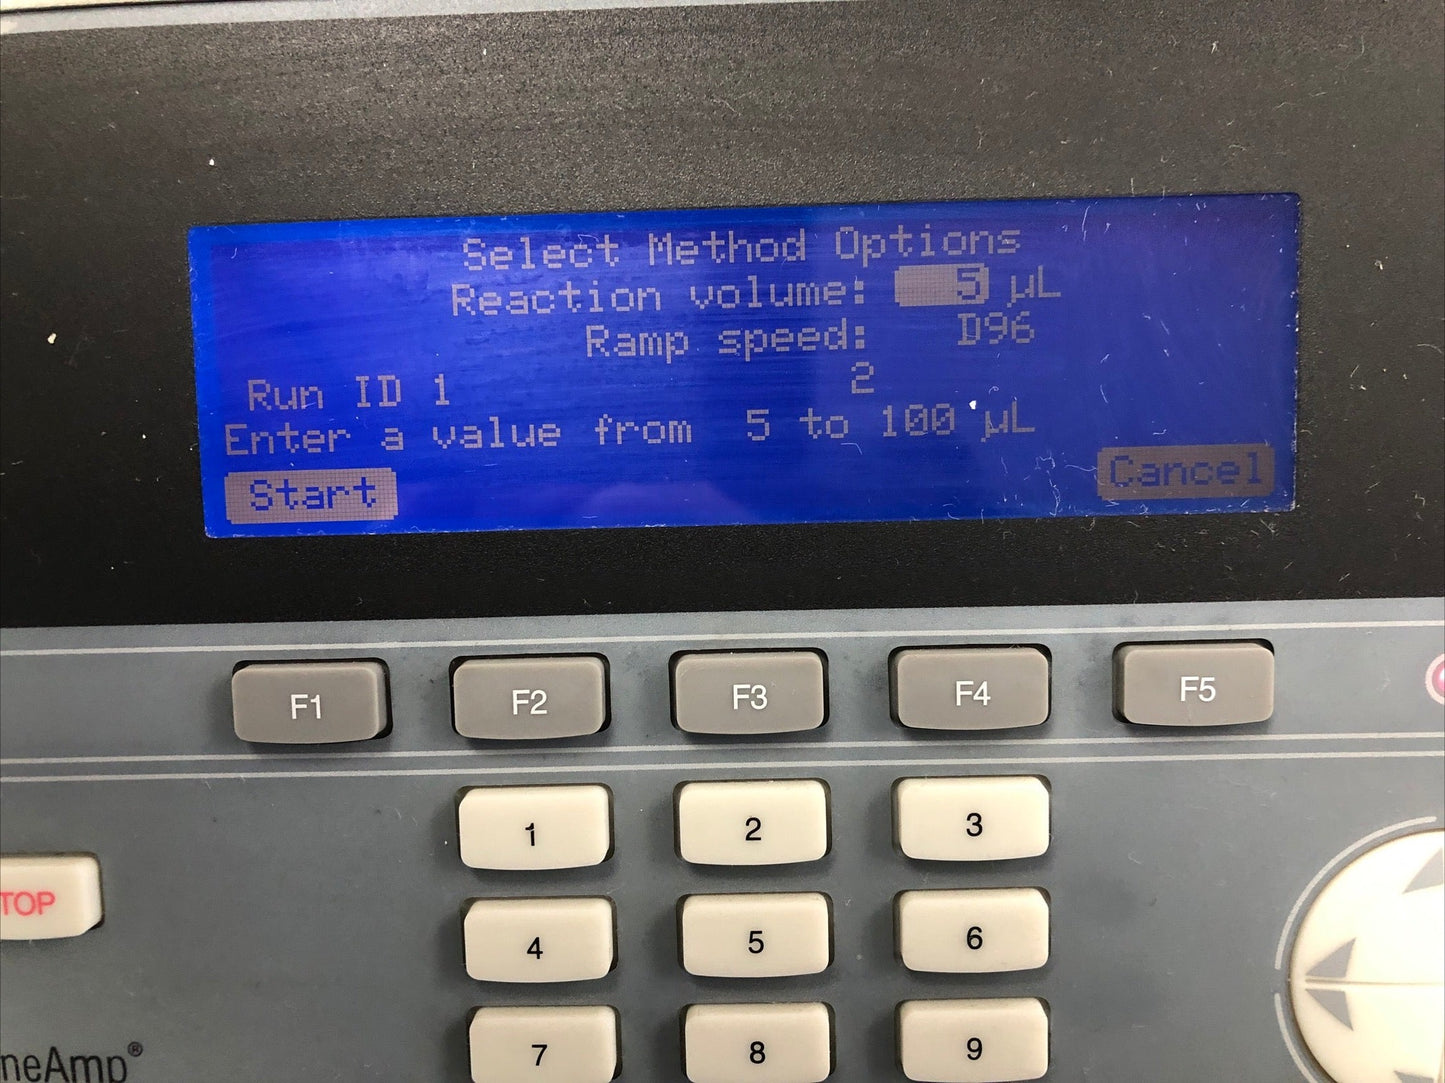 Select Method Options
Reaction volume: 5 µL
Ramp speed: D96
Run ID 1 2
Enter a value from 5 to 100 µL
Start Cancel
F1 F2 F3 F4 F5
1 2 3
TOP
4 5 6
7 8 9
neAmp®